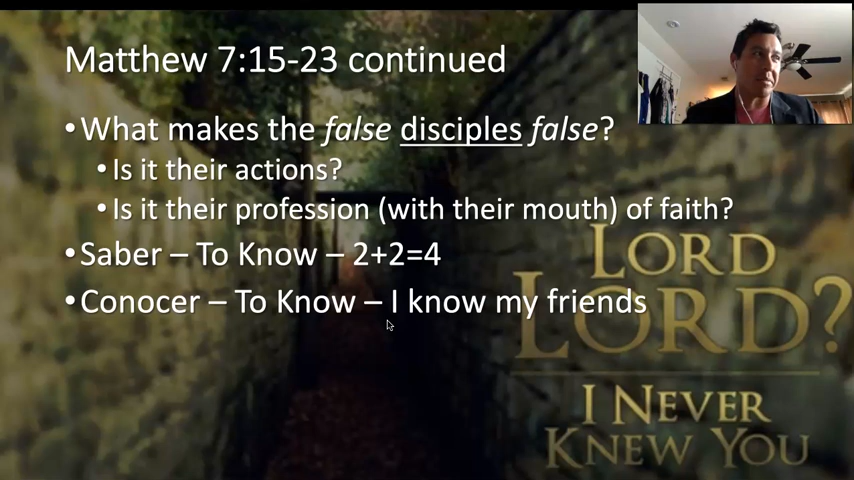 Matthew 7:15-23 continued
•What makes the false disciples false?
•Is it their actions?
•Is it their profession (with their mouth) of faith?
•Saber – To Know – 2+2=4
•Conocer – To Know – I know my friends
LORD
LORD?
I NEVER
KNEW YOU